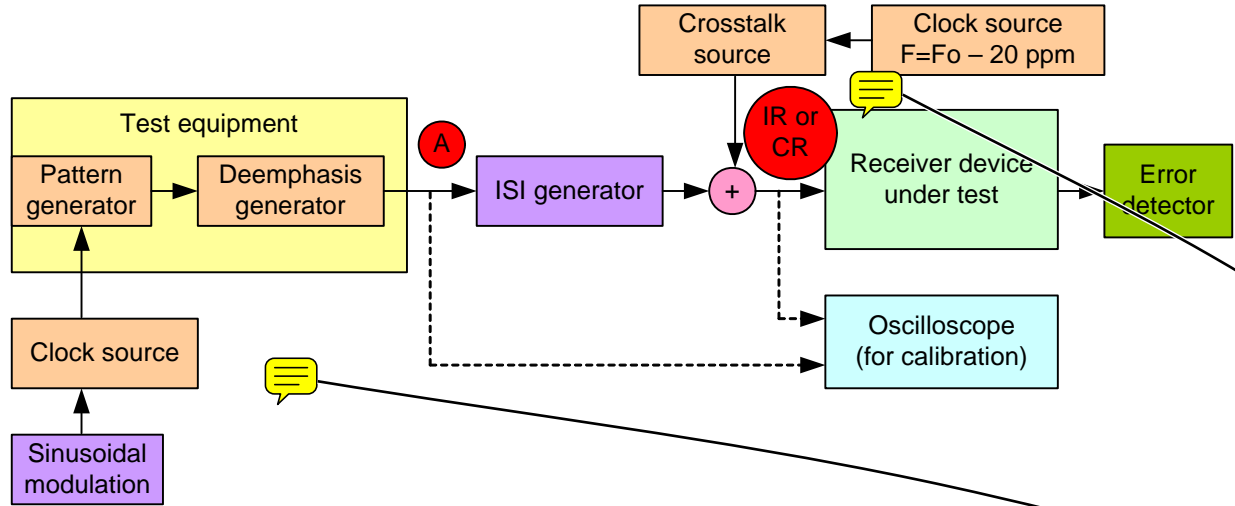 Crosstalk
source
Clock source
F=Fo – 20 ppm
Test equipment
A
IR or
CR
Pattern
generator
Deemphasis
generator
ISI generator
+
Receiver device
under test
Error
detector
Clock source
Oscilloscope
(for calibration)
Sinusoidal
modulation